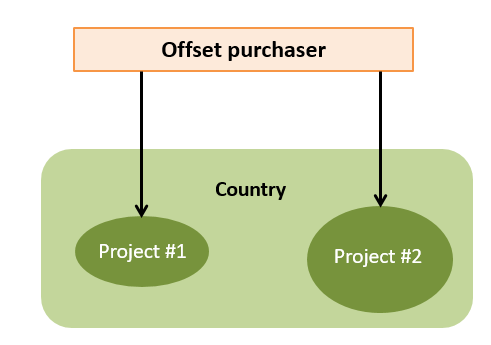 Offset purchaser
Country
Project #1
Project #2